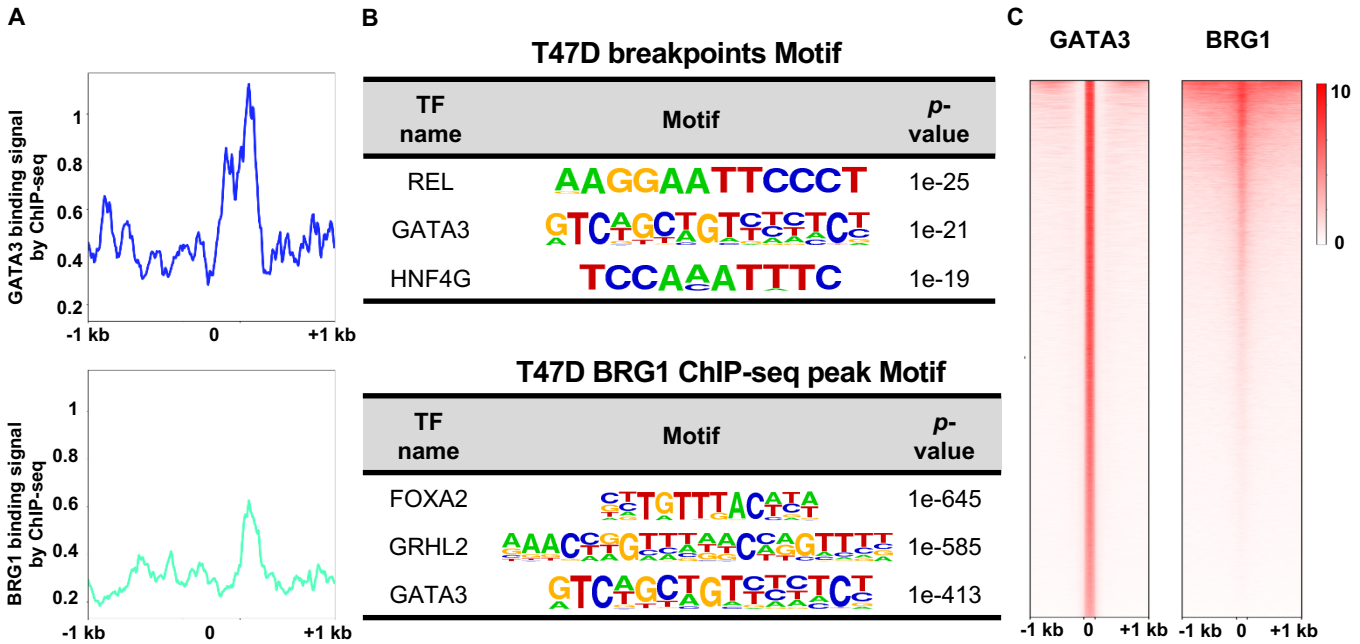 A
GATA3 binding signal
by ChIP-seq
1
0.8
0.6
0.4
0.2
-1 kb
0
+1 kb
BRG1 binding signal
by ChIP-seq
1
0.8
0.6
0.4
0.2
-1 kb
0
+1 kb
B
T47D breakpoints Motif
TF
name
Motif
p-
value
REL
AAGGAATTCCCT
1e-25
GATA3
GTCAGCTGTCTCTCCT
1e-21
HNF4G
TCCAAATTTC
1e-19
T47D BRG1 ChIP-seq peak Motif
TF
name
Motif
p-
value
FOXA2
CTTGTTTACATA
1e-645
GRHL2
AAACCGGTTTAACCAGTTTT
1e-585
GATA3
1e-413
C
GATA3
BRG1
10
0
-1 kb
0
+1 kb
-1 kb
0
+1 kb